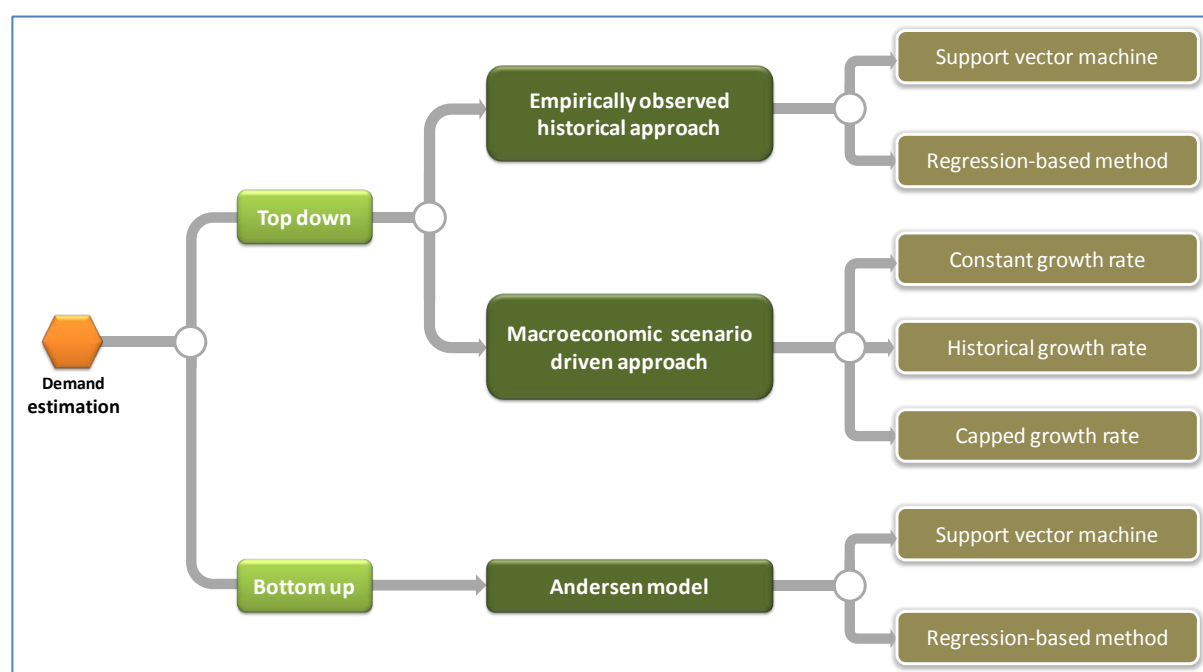 Support vector machine
Empirically observed
historical approach
Regression-based method
Top down
Constant growth rate
Macroeconomic scenario
driven approach
Historical growth rate
Demand
estimation
Capped growth rate
Support vector machine
Bottom up
Andersen model
Regression-based method